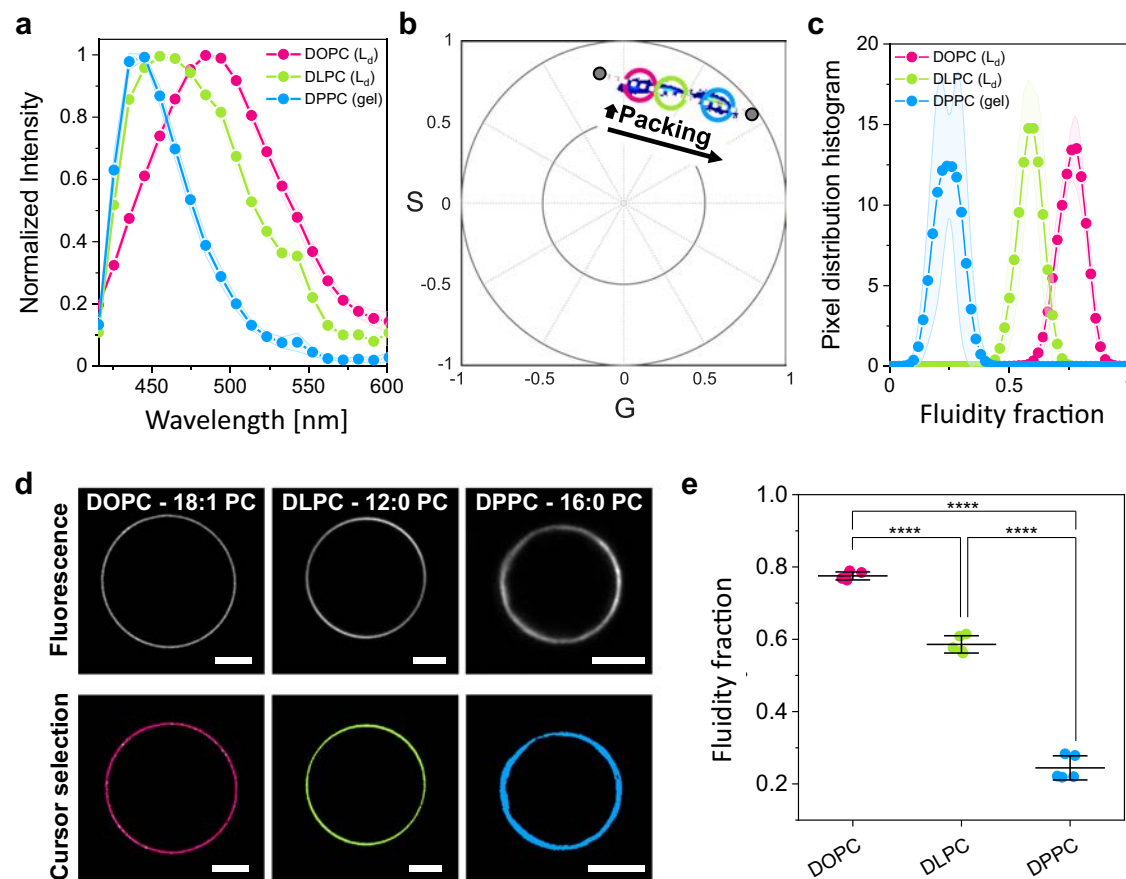 a
Normalized Intensity
1
0.8
0.6
0.4
0.2
0
450
500
550
600
Wavelength [nm]
DOPC (Ld)
DLPC (Ld)
DPPC (gel)
b
S
1
0.5
0
-0.5
-1
-1
-0.5
0
0.5
1
G
Packing
c
Pixel distribution histogram
20
15
10
5
0
0
0.5
1
Fluidity fraction
DOPC (Ld)
DLPC (Ld)
DPPC (gel)
d
Fluorescence
DOPC - 18:1 PC
DLPC - 12:0 PC
DPPC - 16:0 PC
Cursor selection
e
Fluidity fraction
1.0
0.8
0.6
0.4
0.2
****
****
****
DOPC
DLPC
DPPC